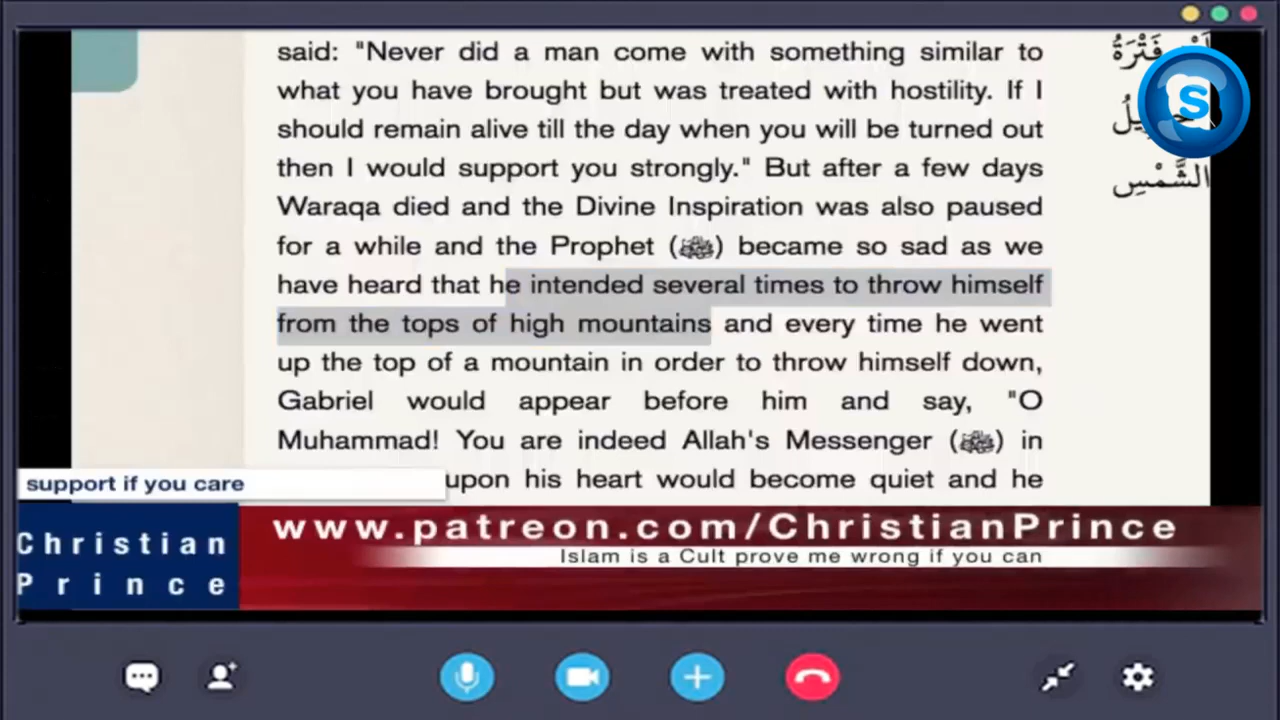 said: "Never did a man come with something similar to
what you have brought but was treated with hostility. If I
should remain alive till the day when you will be turned out
then I would support you strongly." But after a few days
Waraqa died and the Divine Inspiration was also paused
for a while and the Prophet (ﷺ) became so sad as we
have heard that he intended several times to throw himself
from the tops of high mountains and every time he went
up the top of a mountain in order to throw himself down,
Gabriel would appear before him and say, "O
Muhammad! You are indeed Allah's Messenger (ﷺ) in
upon his heart would become quiet and he
فَتْرَةُ
الشَّمْسِ
S
support if you care
Christian
Prince
www.patreon.com/ChristianPrince
Islam is a Cult prove me wrong if you can